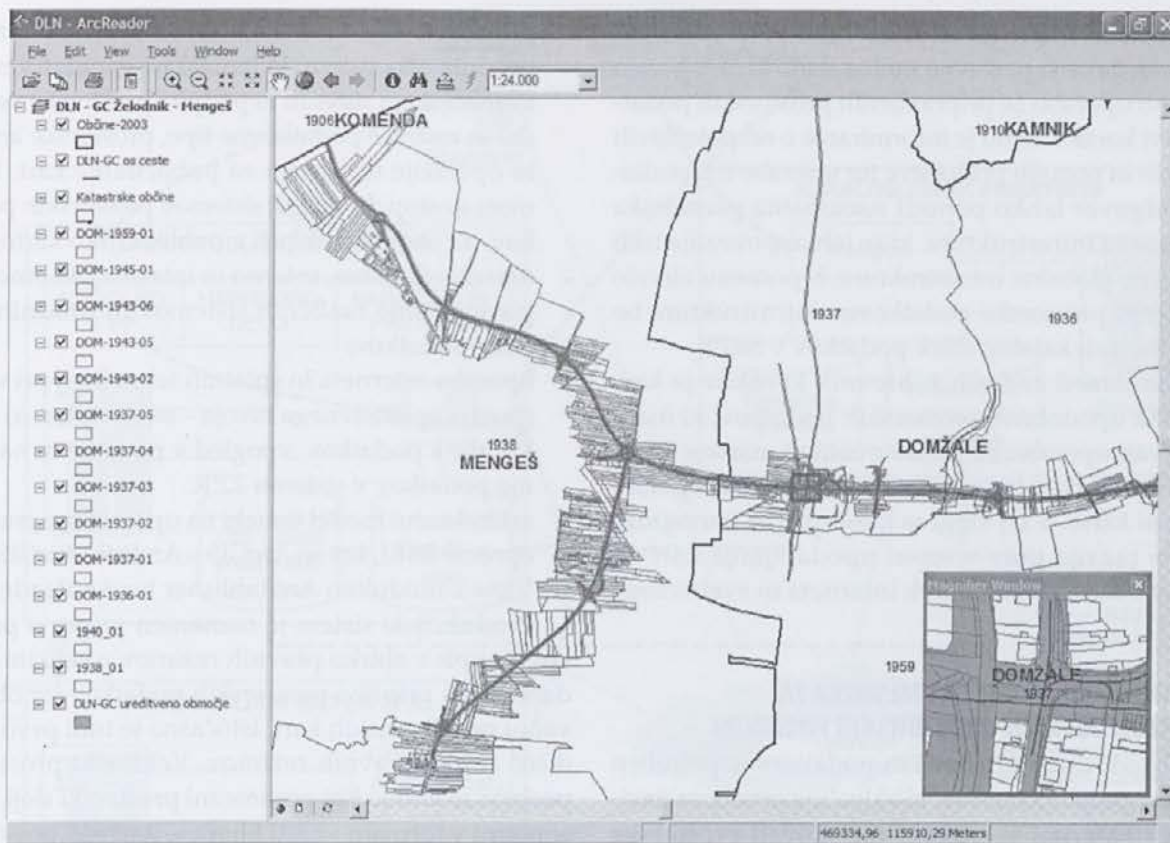 DLN - ArcReader
File Edit View Tools Window Help
1:24.000
DLN - GC Želodnik - Mengeš
Občine-2003
DLN-GC os ceste
Katastrske občine
DOM-1959-01
DOM-1945-01
DOM-1943-06
DOM-1943-05
DOM-1943-02
DOM-1937-05
DOM-1937-04
DOM-1937-03
DOM-1937-02
DOM-1937-01
DOM-1936-01
1940_01
1938_01
DLN-GC ureditveno območje
1906 KOMENDA
1910 KAMNIK
1937
1936
1938
MENGEŠ
DOMŽALE
1959
Magnifier Window
DOMŽALE
1937
469334,96 115910,29 Meters